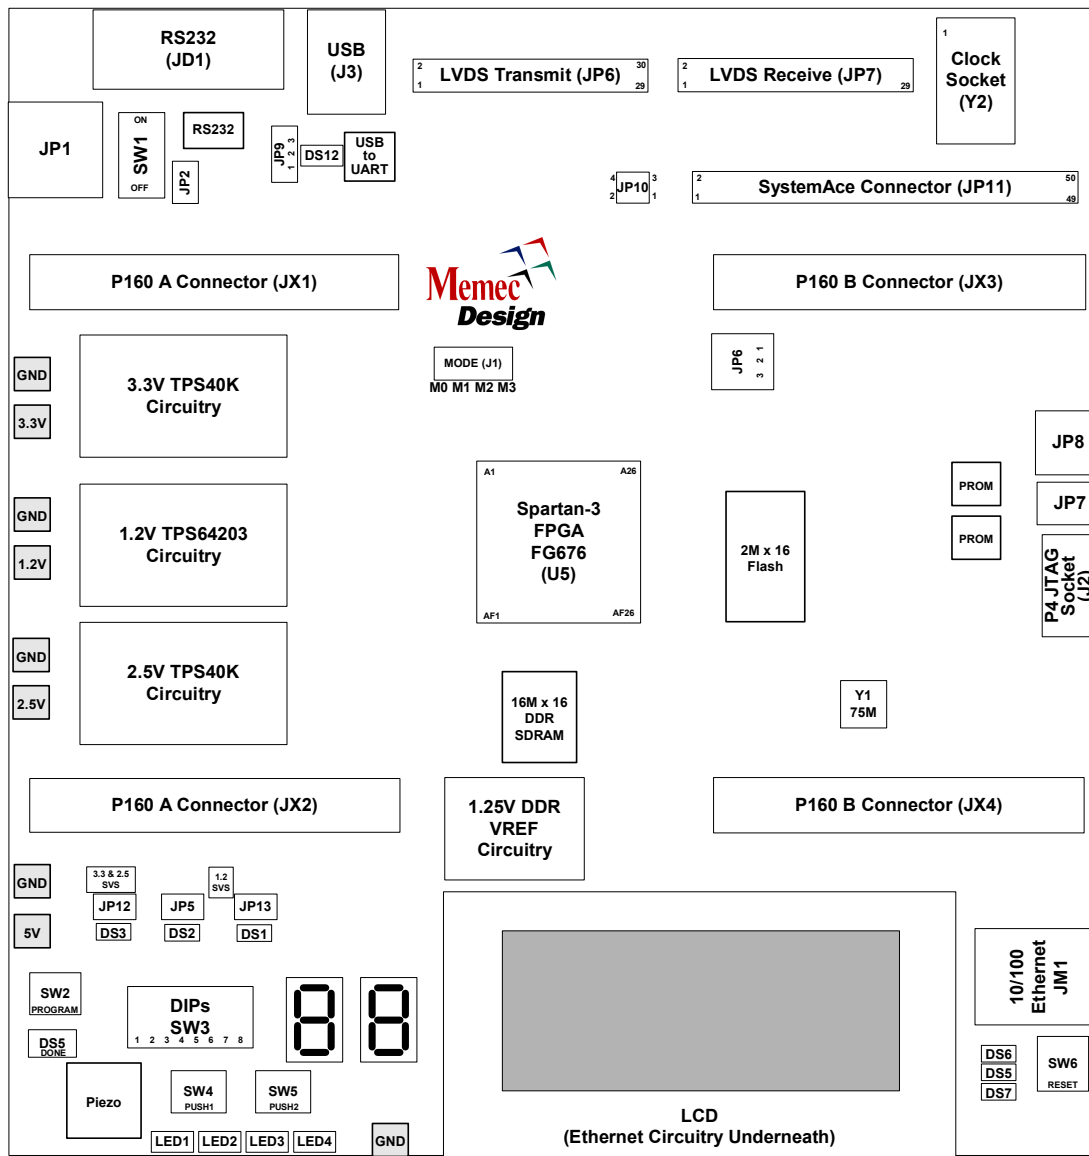 RS232
(JD1)
USB
(J3)
2 30
LVDS Transmit (JP6)
1 29
2
LVDS Receive (JP7)
1 29
1
Clock
Socket
(Y2)
JP1
ON
SW1
OFF
RS232
JP2
JP9
1 2 3
DS12
USB
to
UART
4 3
JP10
2 1
2 50
SystemAce Connector (JP11)
1 49
P160 A Connector (JX1)
Memec
Design
P160 B Connector (JX3)
MODE (J1)
M0 M1 M2 M3
JP6
3 2 1
GND
3.3V
3.3V TPS40K
Circuitry
JP8
A1 A26
Spartan-3
FPGA
FG676
(U5)
AF1 AF26
PROM
PROM
JP7
GND
1.2V
1.2V TPS64203
Circuitry
2M x 16
Flash
P4 JTAG
Socket
(J2)
GND
2.5V
2.5V TPS40K
Circuitry
16M x 16
DDR
SDRAM
Y1
75M
P160 A Connector (JX2)
1.25V DDR
VREF
Circuitry
P160 B Connector (JX4)
GND
5V
3.3 & 2.5
SVS
1.2
SVS
JP12
JP5
JP13
DS3
DS2
DS1
SW2
PROGRAM
DS5
DONE
DIPs
SW3
1 2 3 4 5 6 7 8
8 8
10/100
Ethernet
JM1
DS6
DS5
DS7
SW6
RESET
Piezo
SW4
PUSH1
SW5
PUSH2
LED1 LED2 LED3 LED4
GND
LCD
(Ethernet Circuitry Underneath)